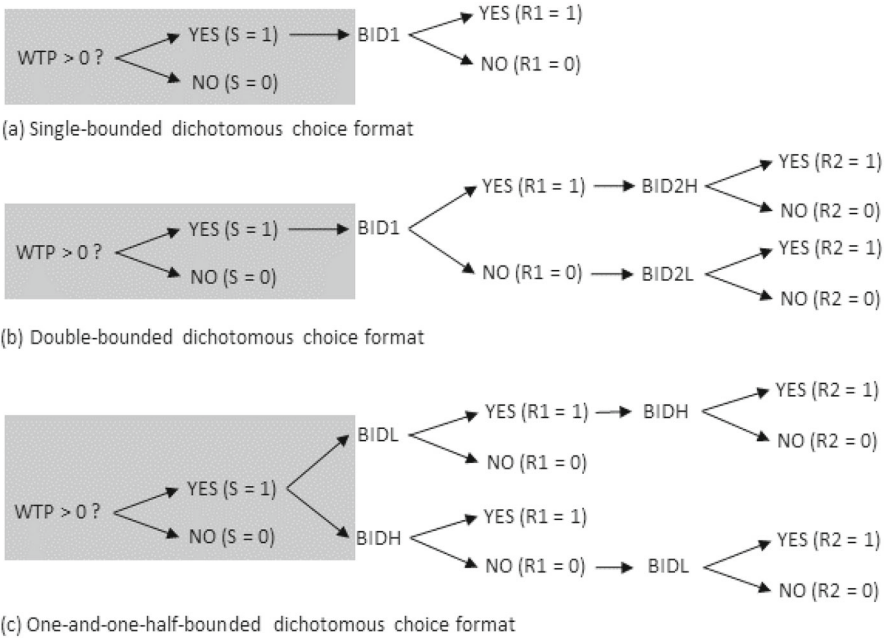 YES (R1 = 1)
WTP > 0 ? YES (S = 1) BID1
NO (S = 0) NO (R1 = 0)
(a) Single-bounded dichotomous choice format
YES (R2 = 1)
YES (R1 = 1) BID2H
NO (R2 = 0)
WTP > 0 ? YES (S = 1) BID1
YES (R2 = 1)
NO (S = 0) NO (R1 = 0) BID2L
NO (R2 = 0)
(b) Double-bounded dichotomous choice format
YES (R2 = 1)
YES (R1 = 1) BIDH
BIDL NO (R2 = 0)
NO (R1 = 0)
WTP > 0 ? YES (S = 1)
YES (R1 = 1)
NO (S = 0) BIDH YES (R2 = 1)
NO (R1 = 0) BIDL
NO (R2 = 0)
(c) One-and-one-half-bounded dichotomous choice format